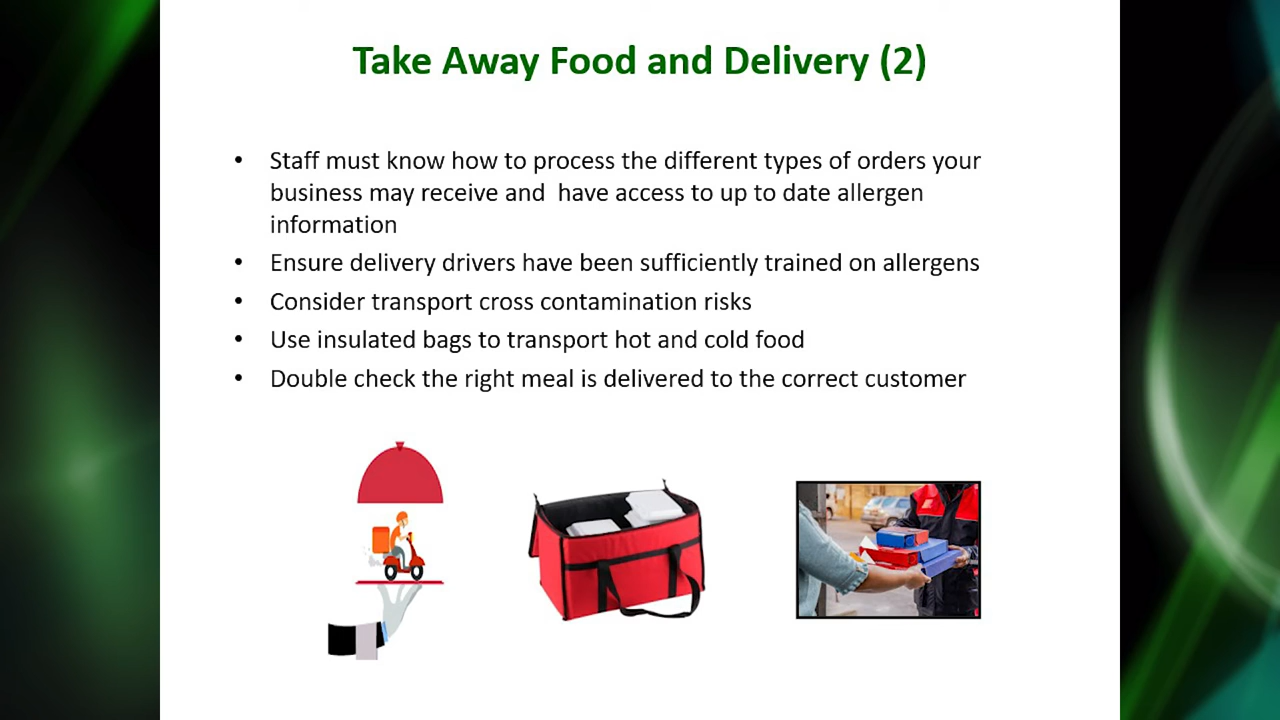 Take Away Food and Delivery (2)
• Staff must know how to process the different types of orders your
business may receive and  have access to up to date allergen
information
• Ensure delivery drivers have been sufficiently trained on allergens
• Consider transport cross contamination risks
• Use insulated bags to transport hot and cold food
• Double check the right meal is delivered to the correct customer